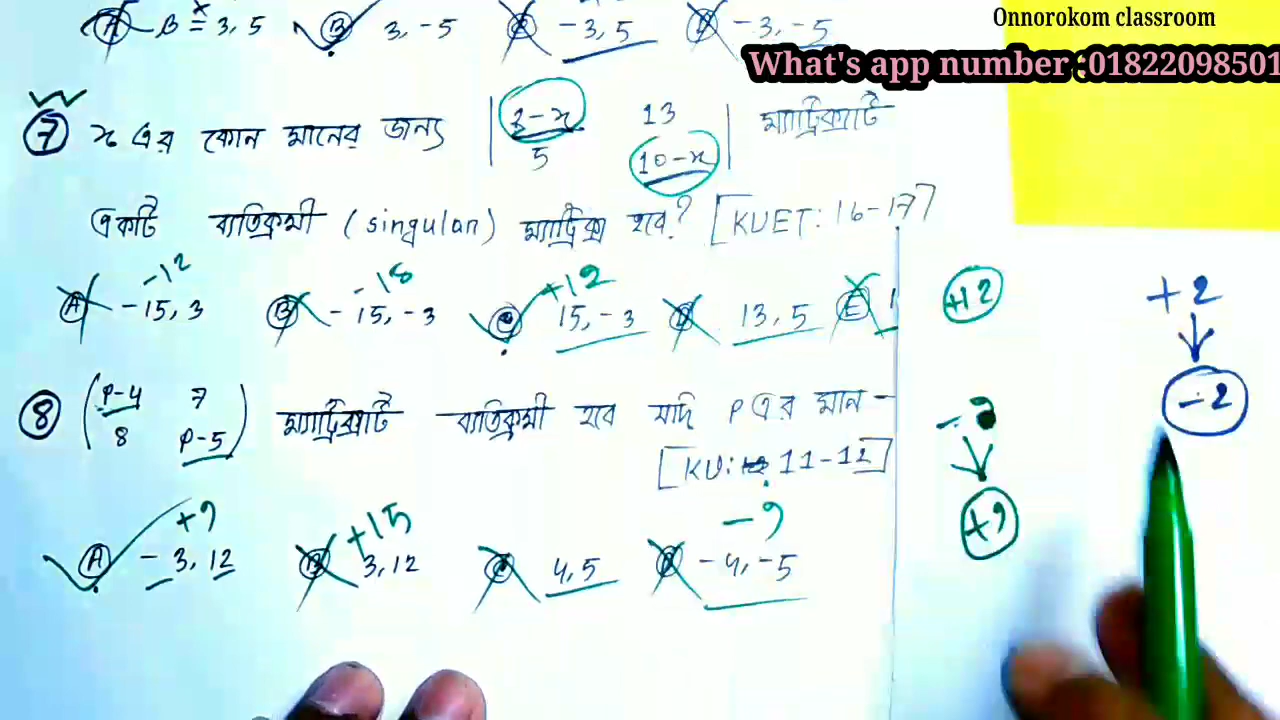 Onnorokom classroom
What's app number :01822098501
Ⓐ β = 3, 5 Ⓑ 3, -5 Ⓒ -3, 5 Ⓓ -3, -5
⑦ x এর কোন মানের জন্য | 2-x 13 | ম্যাট্রিক্সটি
5 10-x
একটি ব্যতিক্রমী (singular) ম্যাট্রিক্স হবে? [KUET: 16-17]
-12 -18 +12
Ⓐ -15, 3 Ⓑ -15, -3 Ⓒ 15, -3 Ⓓ 13, 5 Ⓔ 1
+12
+2
-2
⑧ ( P-4 7 ) ম্যাট্রিক্সটি ব্যতিক্রমী হবে যদি P এর মান -
8 P-5
[KU: 11-12]
+9 +15 -9
Ⓐ -3, 12 Ⓑ 3, 12 Ⓒ 4, 5 Ⓓ -4, -5
+9